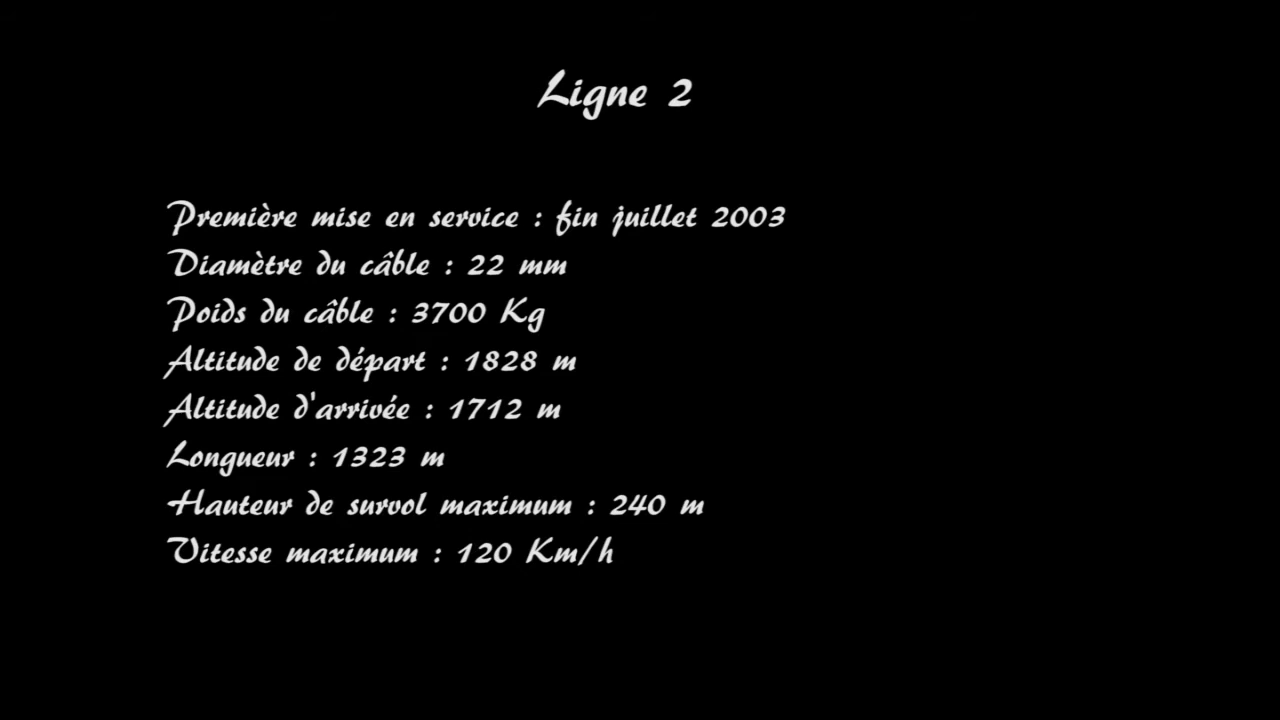 Ligne 2
Première mise en service : fin juillet 2003
Diamètre du câble : 22 mm
Poids du câble : 3700 Kg
Altitude de départ : 1828 m
Altitude d'arrivée : 1712 m
Longueur : 1323 m
Hauteur de survol maximum : 240 m
Vitesse maximum : 120 Km/h